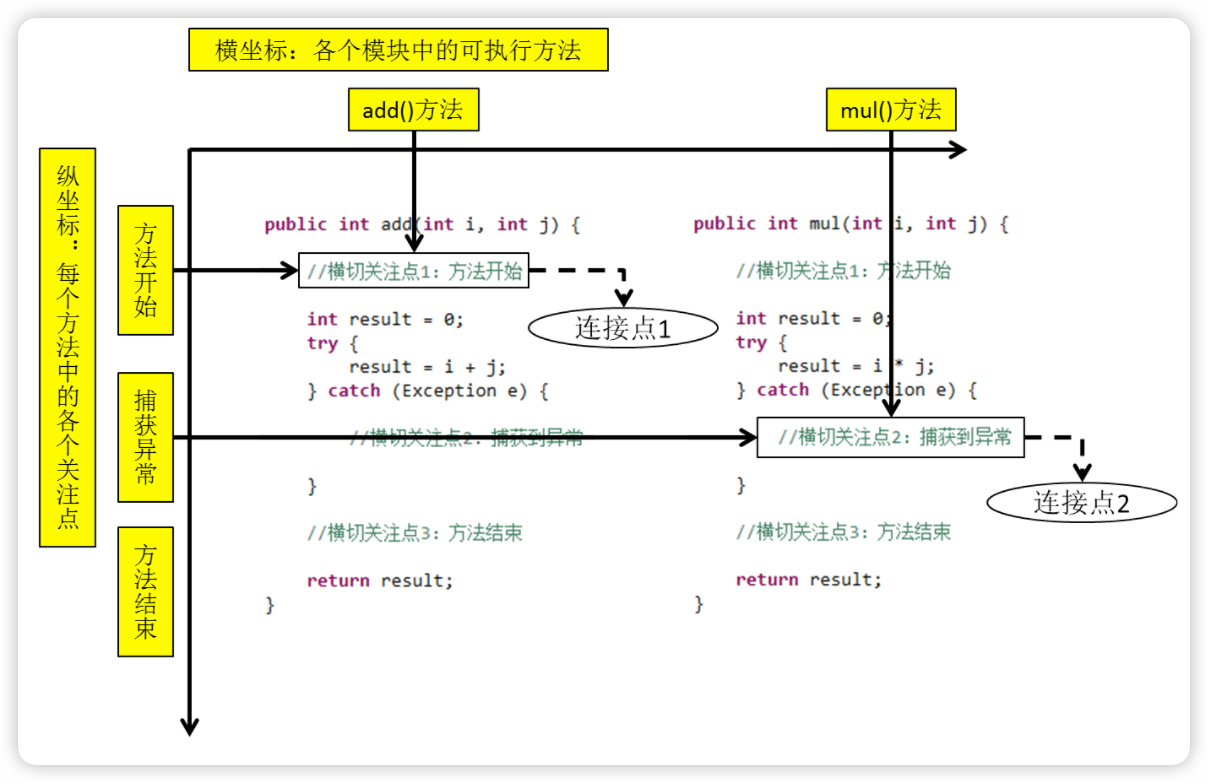 横坐标：各个模块中的可执行方法
add()方法
mul()方法
纵坐标：每个方法中的各个关注点
方法开始
捕获异常
方法结束
public int add(int i, int j) {
//横切关注点1：方法开始
int result = 0;
try {
result = i + j;
} catch (Exception e) {
//横切关注点2：捕获到异常
}
//横切关注点3：方法结束
return result;
}
连接点1
public int mul(int i, int j) {
//横切关注点1：方法开始
int result = 0;
try {
result = i * j;
} catch (Exception e) {
//横切关注点2：捕获到异常
}
//横切关注点3：方法结束
return result;
}
连接点2